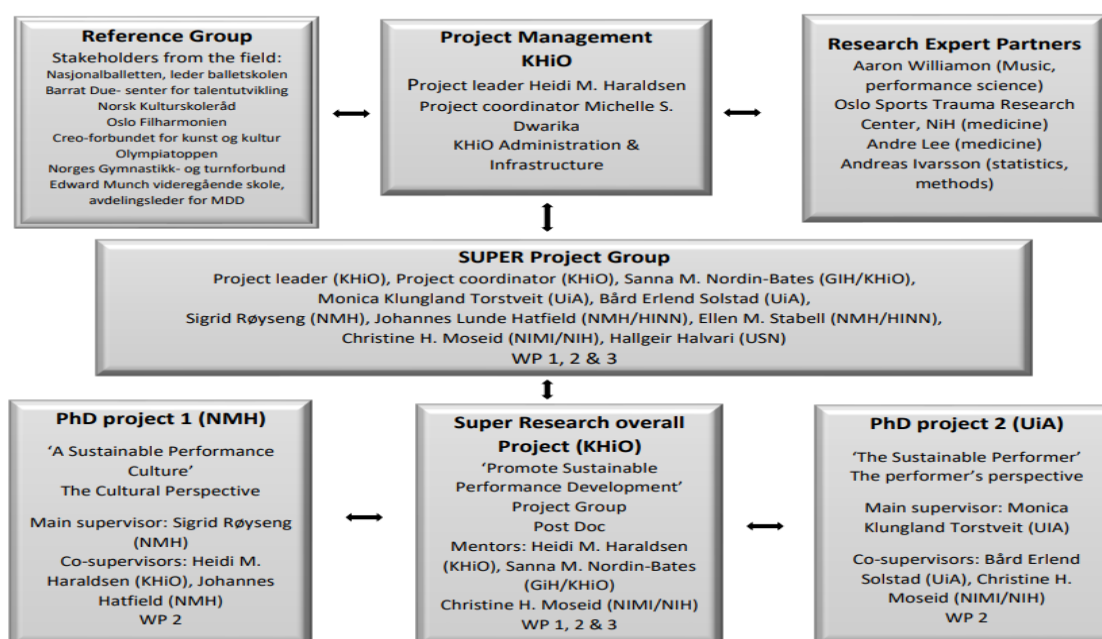 Reference Group
Stakeholders from the field:
Nasjonalballetten, leder balletskolen
Barrat Due- senter for talentutvikling
Norsk Kulturskoleråd
Oslo Filharmonien
Creo-forbundet for kunst og kultur
Olympiatoppen
Norges Gymnastikk- og turnforbund
Edward Munch videregående skole,
avdelingsleder for MDD
Project Management
KHiO
Project leader Heidi M. Haraldsen
Project coordinator Michelle S.
Dwarika
KHiO Administration &
Infrastructure
Research Expert Partners
Aaron Williamon (Music,
performance science)
Oslo Sports Trauma Research
Center, NiH (medicine)
Andre Lee (medicine)
Andreas Ivarsson (statistics,
methods)
SUPER Project Group
Project leader (KHiO), Project coordinator (KHiO), Sanna M. Nordin-Bates (GIH/KHiO),
Monica Klungland Torstveit (UiA), Bård Erlend Solstad (UiA),
Sigrid Røyseng (NMH), Johannes Lunde Hatfield (NMH/HINN), Ellen M. Stabell (NMH/HINN),
Christine H. Moseid (NIMI/NIH), Hallgeir Halvari (USN)
WP 1, 2 & 3
PhD project 1 (NMH)
‘A Sustainable Performance
Culture’
The Cultural Perspective
Main supervisor: Sigrid Røyseng
(NMH)
Co-supervisors: Heidi M.
Haraldsen (KHiO), Johannes
Hatfield (NMH)
WP 2
Super Research overall
Project (KHiO)
‘Promote Sustainable
Performance Development’
Project Group
Post Doc
Mentors: Heidi M. Haraldsen
(KHiO), Sanna M. Nordin-Bates
(GiH/KHiO)
Christine H. Moseid (NIMI/NIH)
WP 1, 2 & 3
PhD project 2 (UiA)
‘The Sustainable Performer’
The performer’s perspective
Main supervisor: Monica
Klungland Torstveit (UIA)
Co-supervisors: Bård Erlend
Solstad (UiA), Christine H.
Moseid (NIMI/NIH)
WP 2